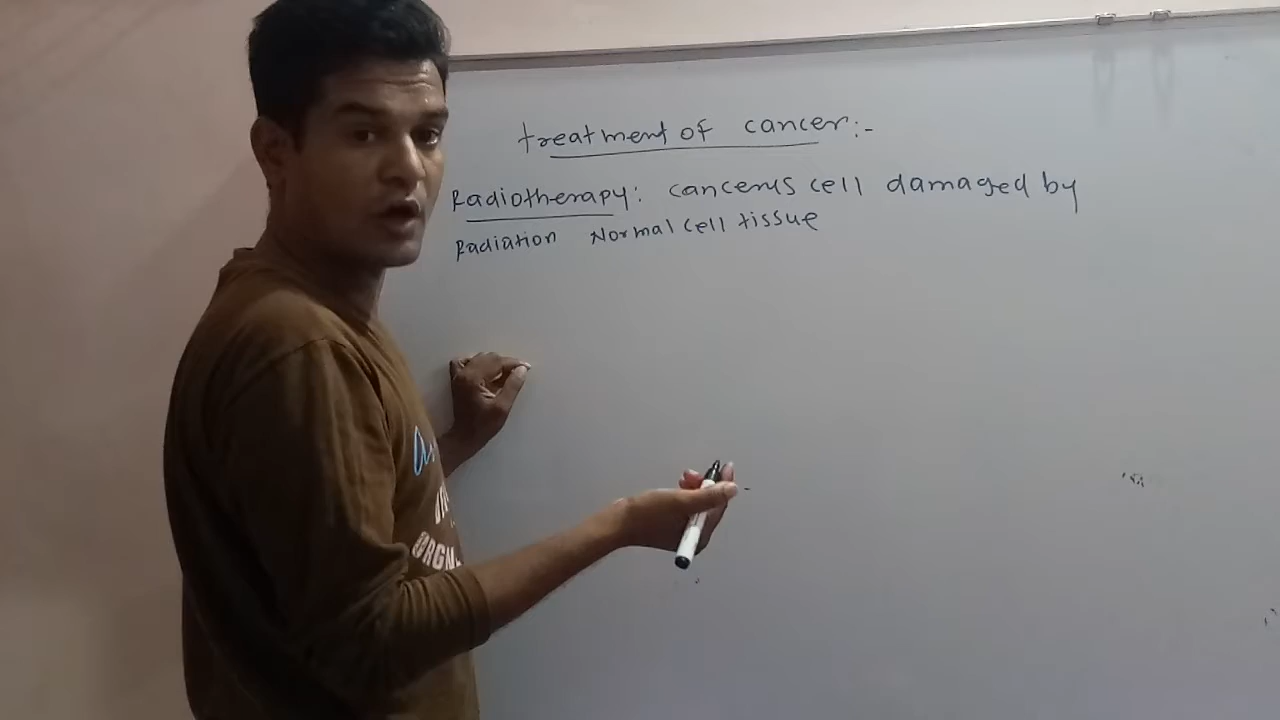 treatment of cancer:-
Radiotherapy: cancerus cell damaged by
Radiation Normal cell tissue